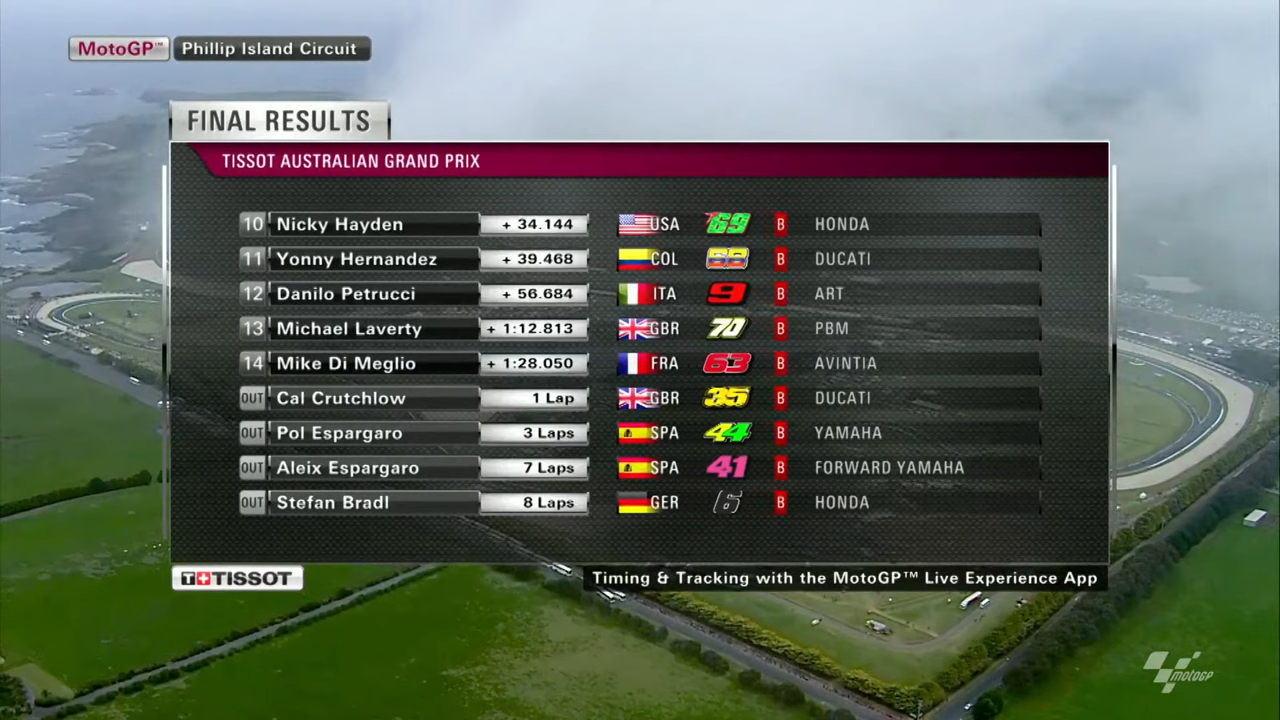 MotoGP™ Phillip Island Circuit
FINAL RESULTS
TISSOT AUSTRALIAN GRAND PRIX
10 Nicky Hayden + 34.144 USA 69 B HONDA
11 Yonny Hernandez + 39.468 COL 68 B DUCATI
12 Danilo Petrucci + 56.684 ITA 9 B ART
13 Michael Laverty + 1:12.813 GBR 70 B PBM
14 Mike Di Meglio + 1:28.050 FRA 63 B AVINTIA
OUT Cal Crutchlow 1 Lap GBR 35 B DUCATI
OUT Pol Espargaro 3 Laps SPA 44 B YAMAHA
OUT Aleix Espargaro 7 Laps SPA 41 B FORWARD YAMAHA
OUT Stefan Bradl 8 Laps GER 6 B HONDA
T+TISSOT
Timing & Tracking with the MotoGP™ Live Experience App
motoGP